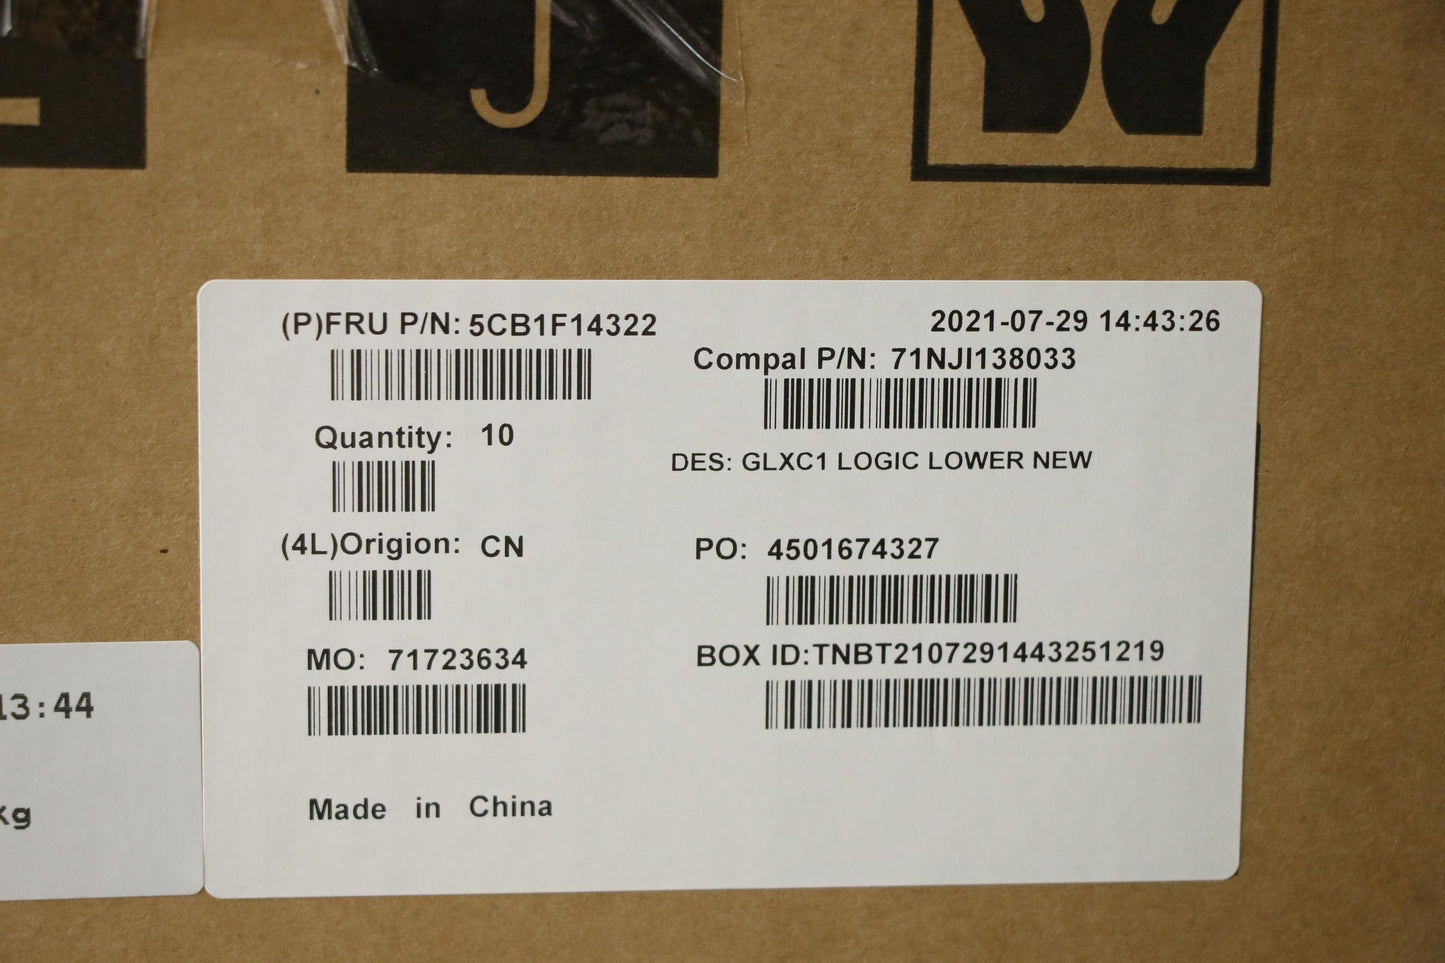 (P)FRU P/N: 5CB1F14322
2021-07-29 14:43:26
Compal P/N: 71NJI138033
Quantity: 10
DES: GLXC1 LOGIC LOWER NEW
(4L)Origion: CN
PO: 4501674327
MO: 71723634
BOX ID:TNBT2107291443251219
Made in China
13:44
kg